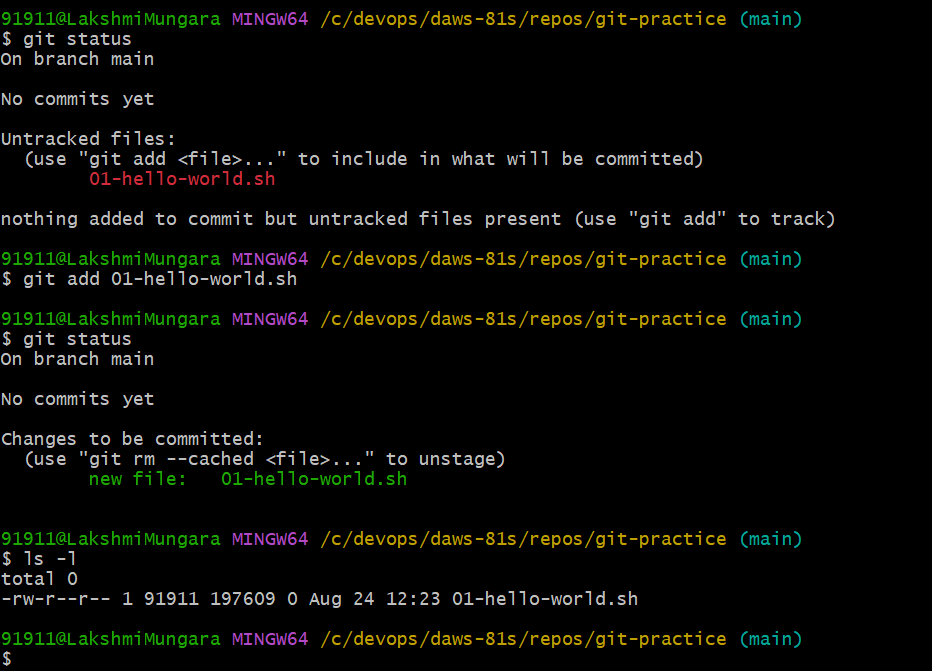 91911@LakshmiMungara MINGW64 /c/devops/daws-81s/repos/git-practice (main)
$ git status
On branch main

No commits yet

Untracked files:
  (use "git add <file>..." to include in what will be committed)
        01-hello-world.sh

nothing added to commit but untracked files present (use "git add" to track)

91911@LakshmiMungara MINGW64 /c/devops/daws-81s/repos/git-practice (main)
$ git add 01-hello-world.sh

91911@LakshmiMungara MINGW64 /c/devops/daws-81s/repos/git-practice (main)
$ git status
On branch main

No commits yet

Changes to be committed:
  (use "git rm --cached <file>..." to unstage)
        new file:   01-hello-world.sh


91911@LakshmiMungara MINGW64 /c/devops/daws-81s/repos/git-practice (main)
$ ls -l
total 0
-rw-r--r-- 1 91911 197609 0 Aug 24 12:23 01-hello-world.sh

91911@LakshmiMungara MINGW64 /c/devops/daws-81s/repos/git-practice (main)
$